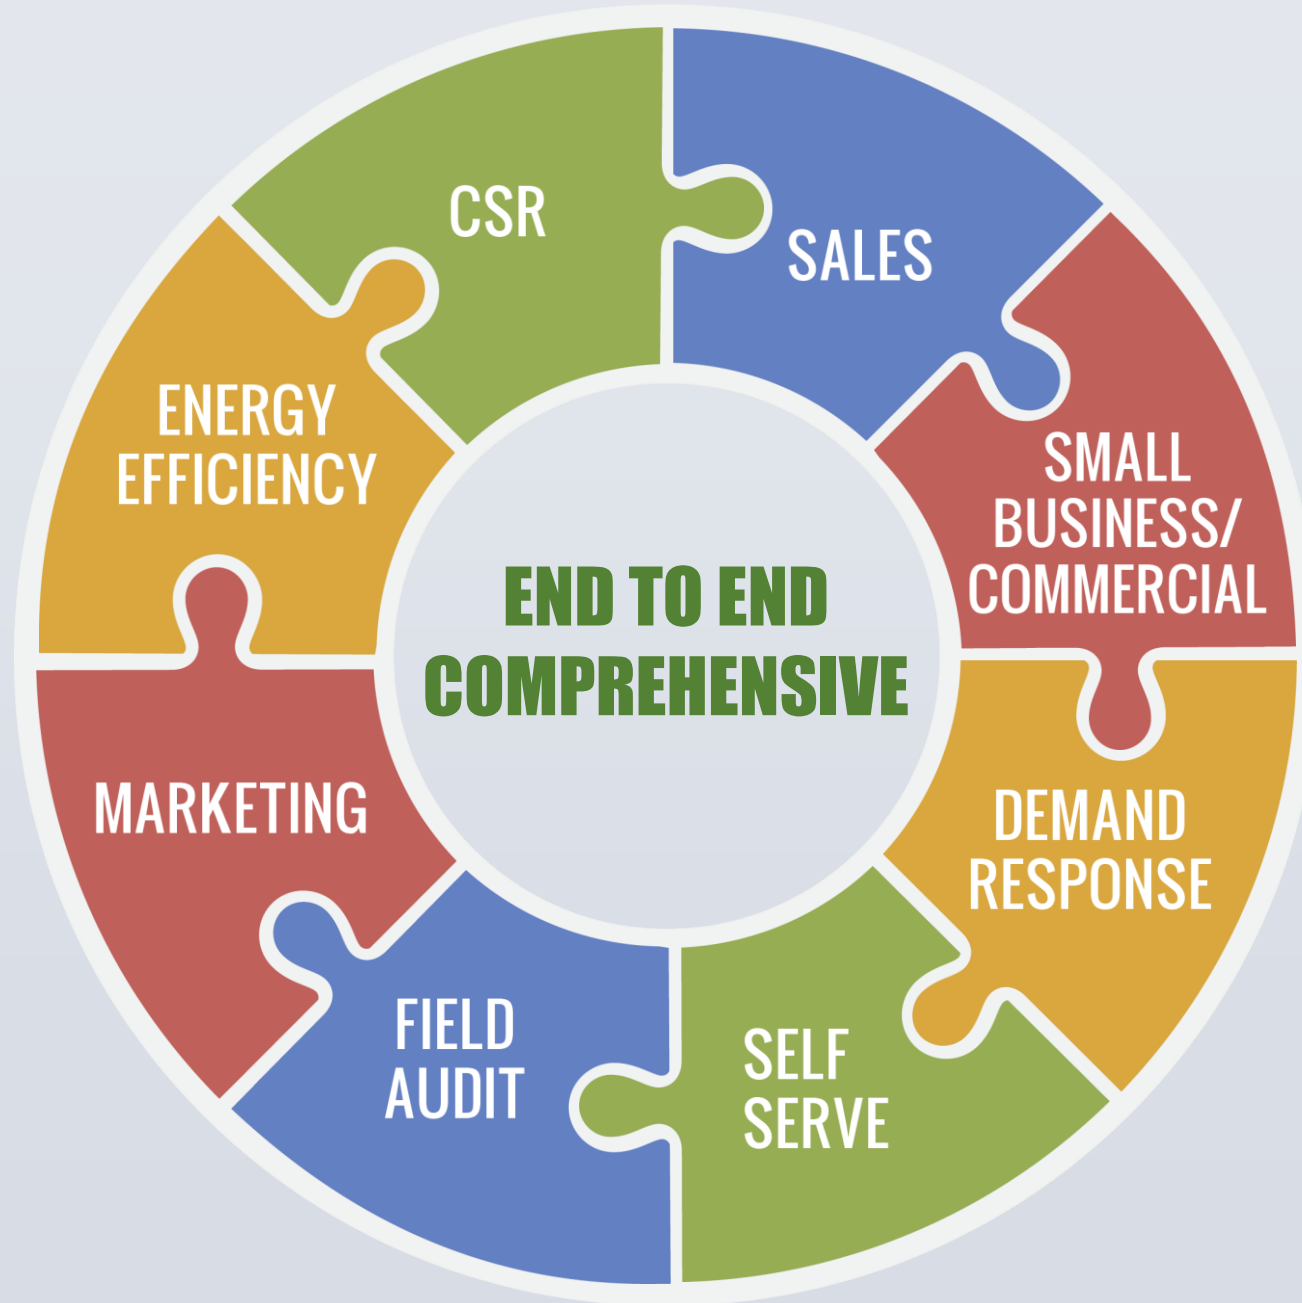 CSR
SALES
SMALL
BUSINESS/
COMMERCIAL
DEMAND
RESPONSE
SELF
SERVE
FIELD
AUDIT
MARKETING
ENERGY
EFFICIENCY
END TO END
COMPREHENSIVE